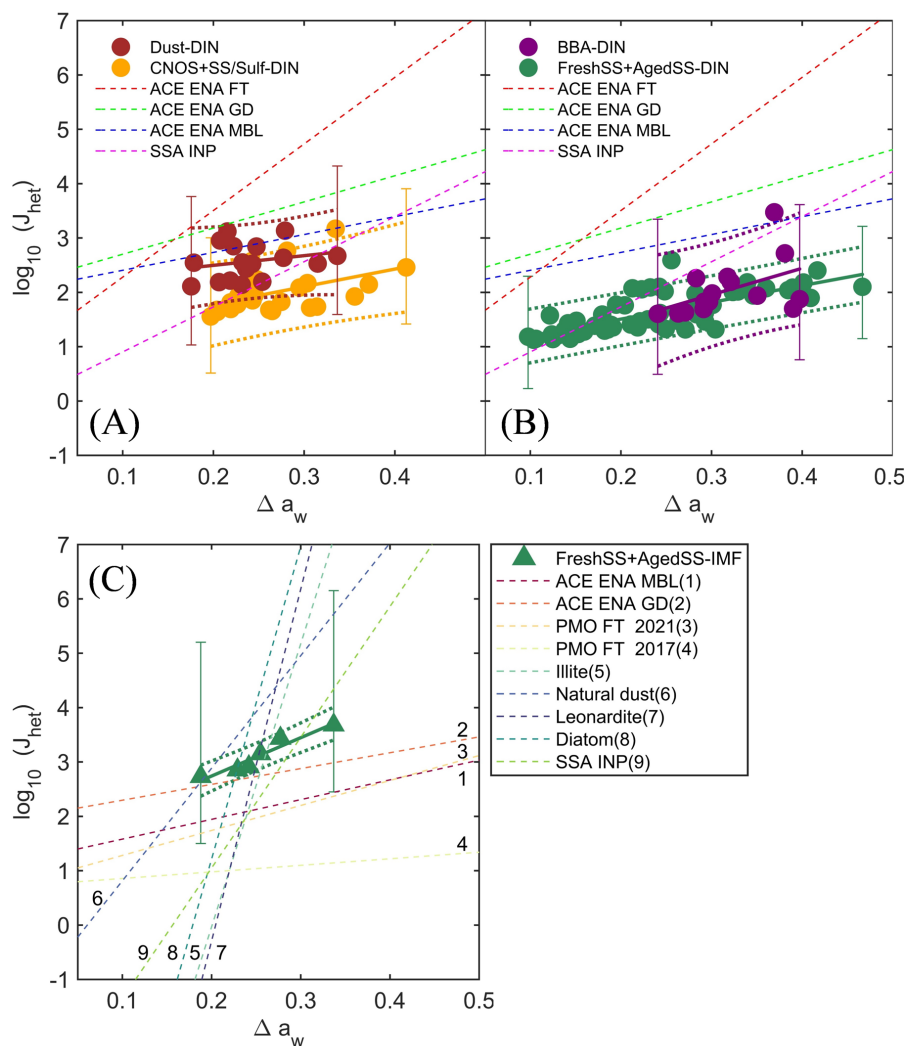 7
6
5
4
3
2
1
0
-1
log10 (Jhet)
(A)
Dust-DIN
CNOS+SS/Sulf-DIN
ACE ENA FT
ACE ENA GD
ACE ENA MBL
SSA INP
0.1 0.2 0.3 0.4
Δ aw
(B)
BBA-DIN
FreshSS+AgedSS-DIN
ACE ENA FT
ACE ENA GD
ACE ENA MBL
SSA INP
0.1 0.2 0.3 0.4 0.5
Δ aw
7
6
5
4
3
2
1
0
-1
log10 (Jhet)
(C)
2
3
1
4
6
9 8 5 7
0.1 0.2 0.3 0.4 0.5
Δ aw
FreshSS+AgedSS-IMF
ACE ENA MBL(1)
ACE ENA GD(2)
PMO FT 2021(3)
PMO FT 2017(4)
Illite(5)
Natural dust(6)
Leonardite(7)
Diatom(8)
SSA INP(9)